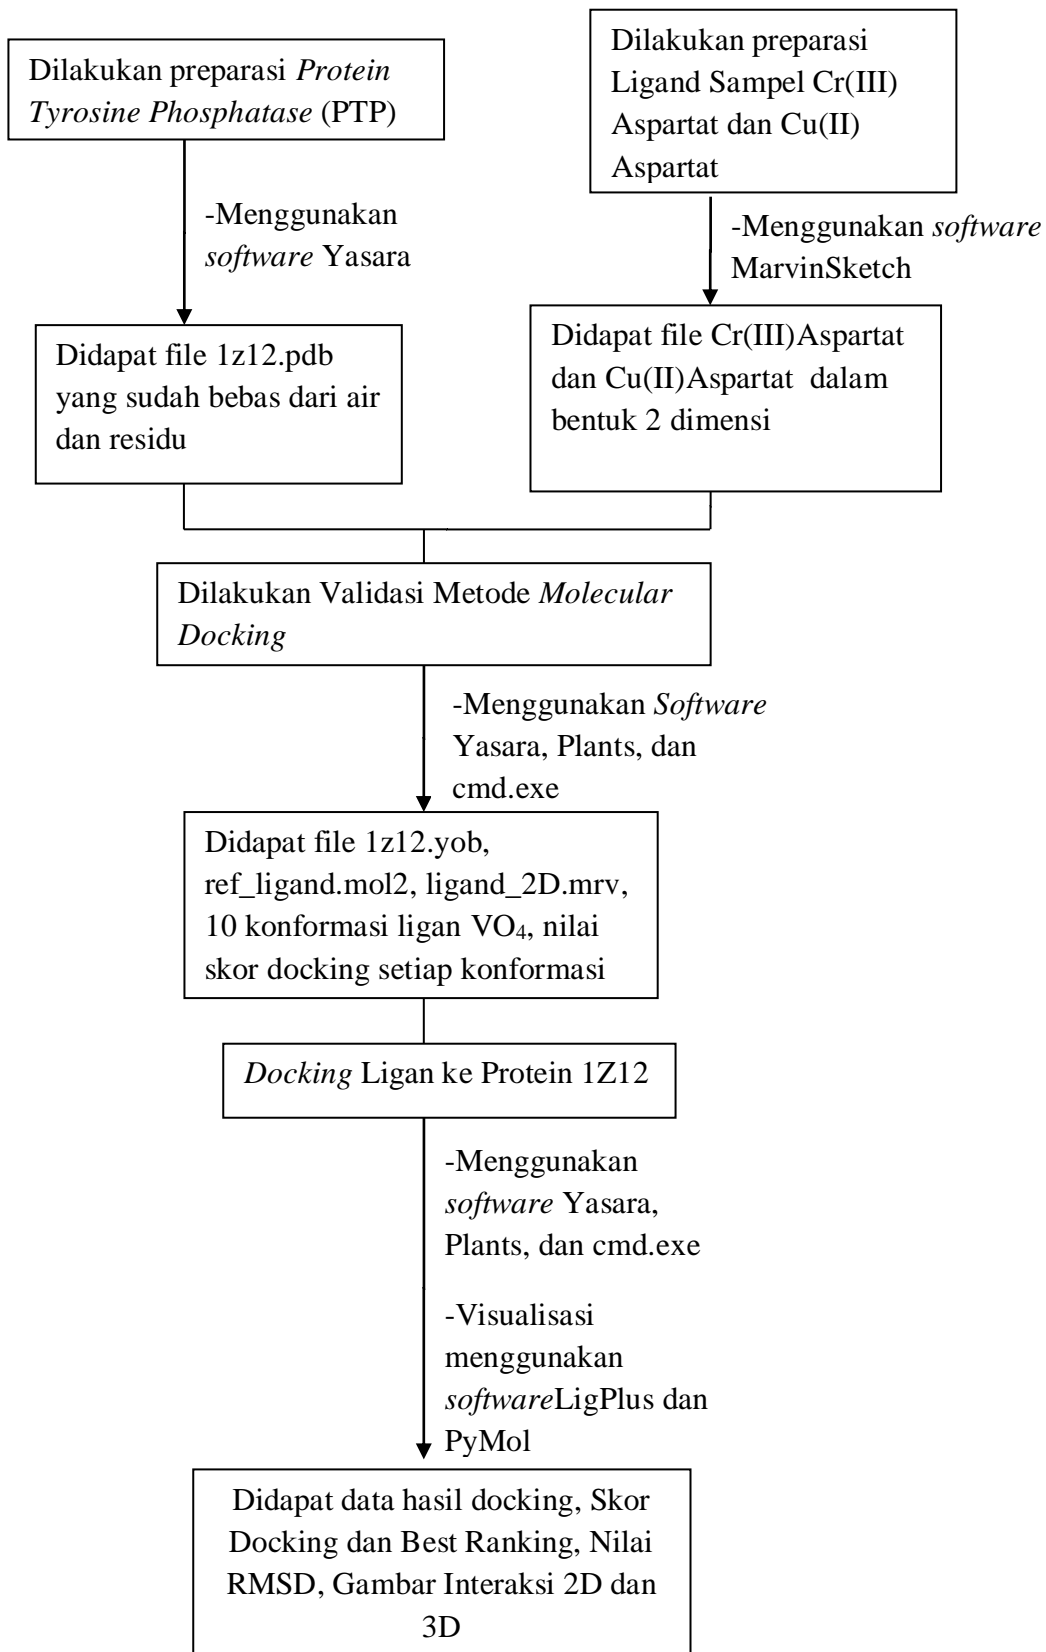 Dilakukan preparasi Protein
Tyrosine Phosphatase (PTP)
Dilakukan preparasi
Ligand Sampel Cr(III)
Aspartat dan Cu(II)
Aspartat
-Menggunakan
software Yasara
-Menggunakan software
MarvinSketch
Didapat file 1z12.pdb
yang sudah bebas dari air
dan residu
Didapat file Cr(III)Aspartat
dan Cu(II)Aspartat dalam
bentuk 2 dimensi
Dilakukan Validasi Metode Molecular
Docking
-Menggunakan Software
Yasara, Plants, dan
cmd.exe
Didapat file 1z12.yob,
ref_ligand.mol2, ligand_2D.mrv,
10 konformasi ligan VO₄, nilai
skor docking setiap konformasi
Docking Ligan ke Protein 1Z12
-Menggunakan
software Yasara,
Plants, dan cmd.exe
-Visualisasi
menggunakan
softwareLigPlus dan
PyMol
Didapat data hasil docking, Skor
Docking dan Best Ranking, Nilai
RMSD, Gambar Interaksi 2D dan
3D